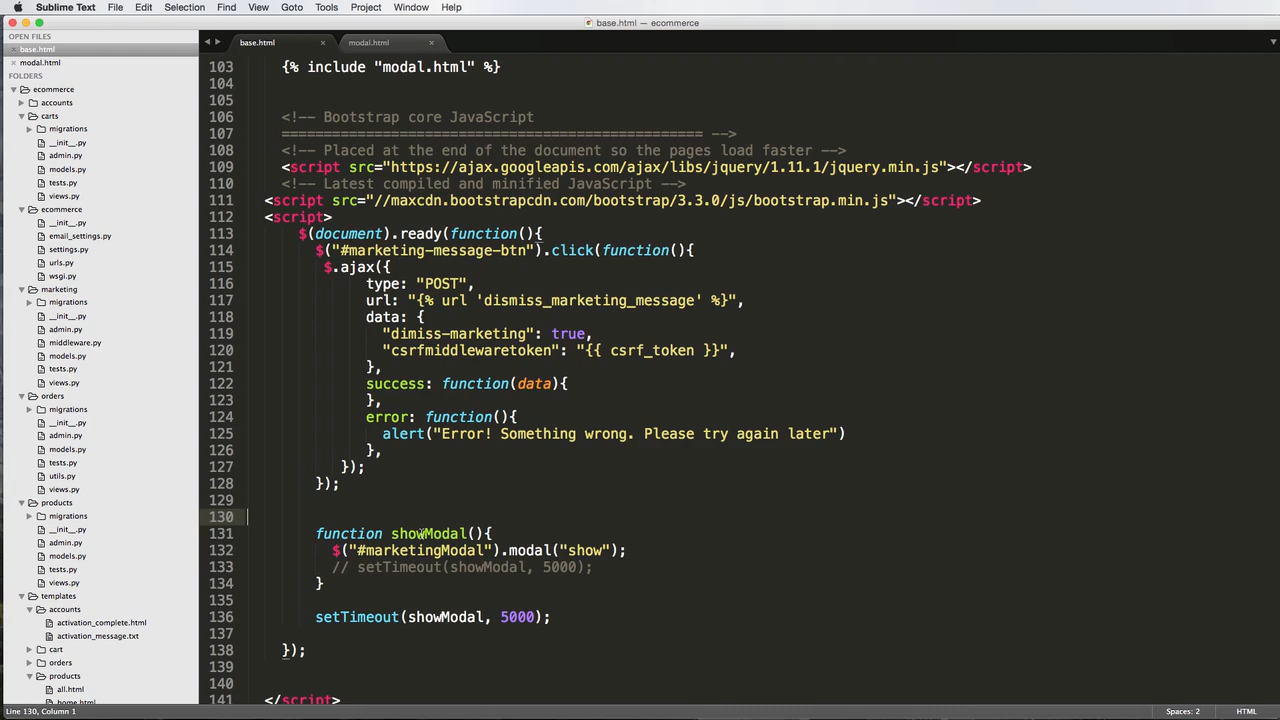 Sublime Text File Edit Selection Find View Goto Tools Project Window Help
base.html — ecommerce
OPEN FILES
base.html
modal.html
FOLDERS
ecommerce
accounts
carts
migrations
__init__.py
admin.py
models.py
tests.py
views.py
ecommerce
__init__.py
email_settings.py
settings.py
urls.py
wsgi.py
marketing
migrations
__init__.py
admin.py
middleware.py
models.py
tests.py
views.py
orders
migrations
__init__.py
admin.py
models.py
tests.py
utils.py
views.py
products
migrations
__init__.py
admin.py
models.py
tests.py
views.py
templates
accounts
activation_complete.html
activation_message.txt
cart
orders
products
all.html
home.html
base.html modal.html
103 {% include "modal.html" %}
104
105
106 <!-- Bootstrap core JavaScript
107 ================================================== -->
108 <!-- Placed at the end of the document so the pages load faster -->
109 <script src="https://ajax.googleapis.com/ajax/libs/jquery/1.11.1/jquery.min.js"></script>
110 <!-- Latest compiled and minified JavaScript -->
111 <script src="//maxcdn.bootstrapcdn.com/bootstrap/3.3.0/js/bootstrap.min.js"></script>
112 <script>
113 $(document).ready(function(){
114 $("#marketing-message-btn").click(function(){
115 $.ajax({
116 type: "POST",
117 url: "{% url 'dismiss_marketing_message' %}",
118 data: {
119 "dimiss-marketing": true,
120 "csrfmiddlewaretoken": "{{ csrf_token }}",
121 },
122 success: function(data){
123 },
124 error: function(){
125 alert("Error! Something wrong. Please try again later")
126 },
127 });
128 });
129
130
131 function showModal(){
132 $("#marketingModal").modal("show");
133 // setTimeout(showModal, 5000);
134 }
135
136 setTimeout(showModal, 5000);
137
138 });
139
140
141 </script>
Line 130, Column 1 Spaces: 2 HTML